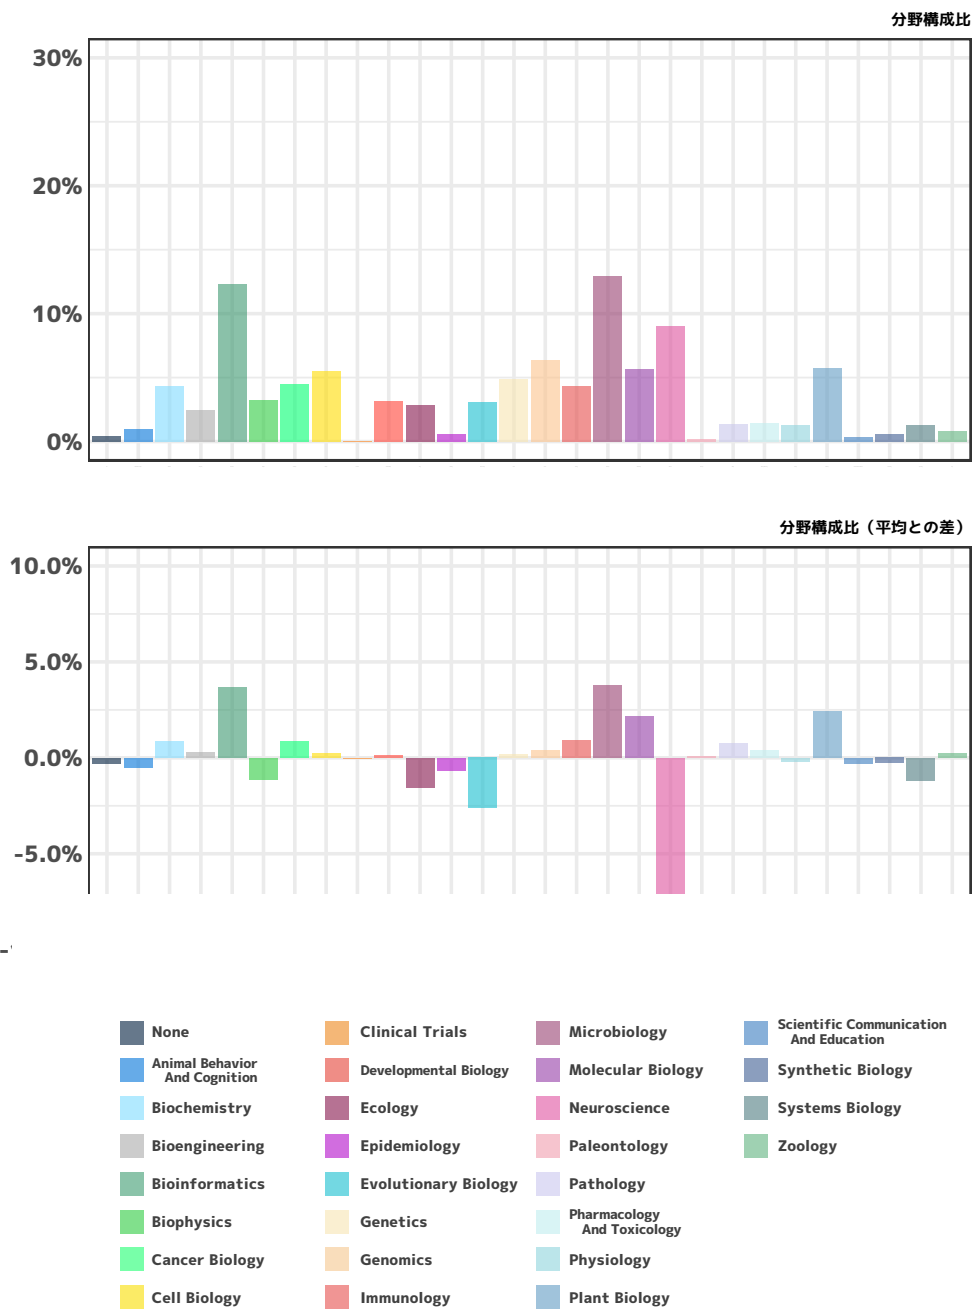 分野構成比
30%
20%
10%
0%
分野構成比（平均との差）
10.0%
5.0%
0.0%
-5.0%
None
Animal Behavior
And Cognition
Biochemistry
Bioengineering
Bioinformatics
Biophysics
Cancer Biology
Cell Biology
Clinical Trials
Developmental Biology
Ecology
Epidemiology
Evolutionary Biology
Genetics
Genomics
Immunology
Microbiology
Molecular Biology
Neuroscience
Paleontology
Pathology
Pharmacology
And Toxicology
Physiology
Plant Biology
Scientific Communication
And Education
Synthetic Biology
Systems Biology
Zoology